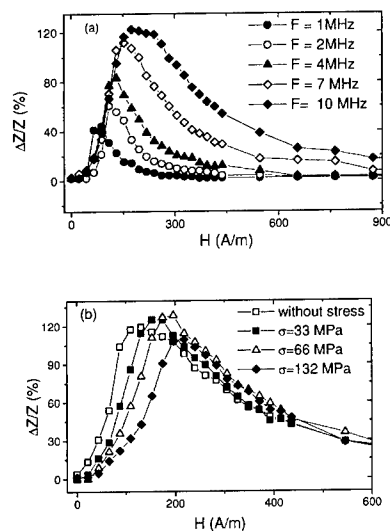 (a)
F = 1MHz
F = 2MHz
F = 4MHz
F = 7 MHz
F= 10 MHz
ΔZ/Z (%)
120
80
40
0
0 300 600 900
H (A/m)
(b)
without stress
σ=33 MPa
σ=66 MPa
σ=132 MPa
ΔZ/Z (%)
120
90
60
30
0
0 200 400 600
H (A/m)